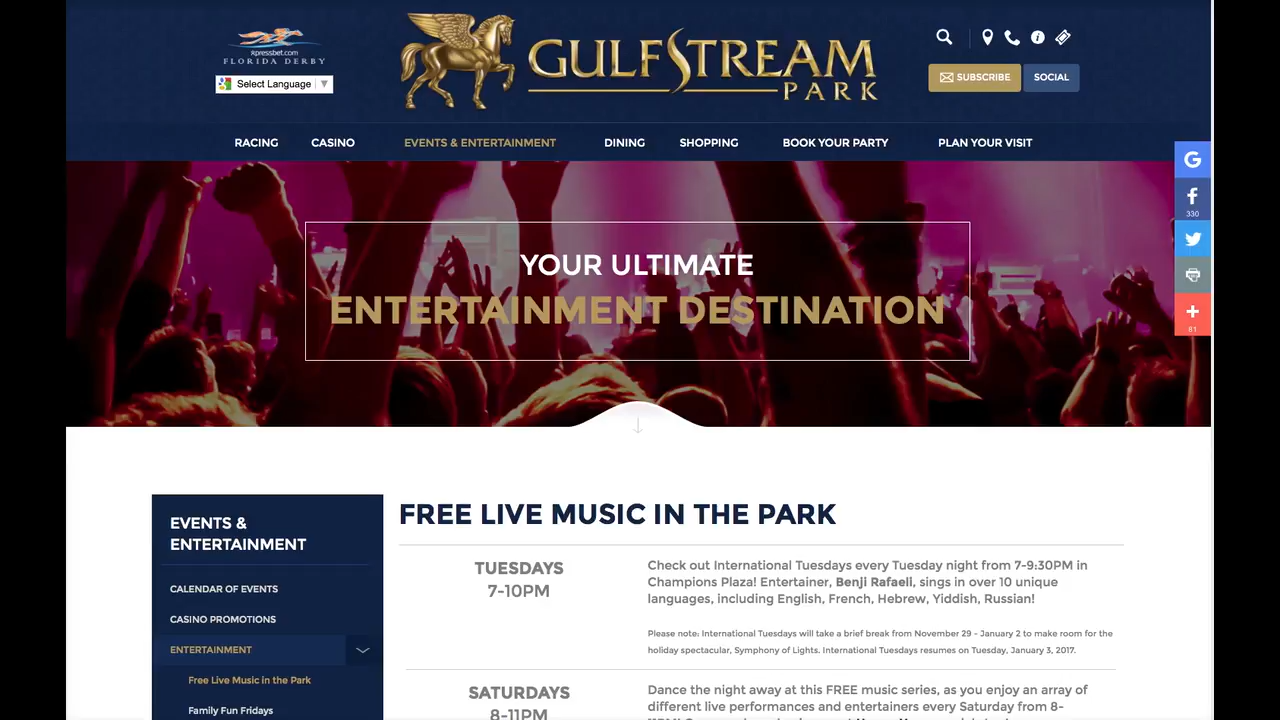 xpressbet.com
FLORIDA DERBY
Select Language
GULFSTREAM
PARK
SUBSCRIBE
SOCIAL
RACING
CASINO
EVENTS & ENTERTAINMENT
DINING
SHOPPING
BOOK YOUR PARTY
PLAN YOUR VISIT
G
330
81
YOUR ULTIMATE
ENTERTAINMENT DESTINATION
EVENTS &
ENTERTAINMENT
CALENDAR OF EVENTS
CASINO PROMOTIONS
ENTERTAINMENT
Free Live Music in the Park
Family Fun Fridays
FREE LIVE MUSIC IN THE PARK
TUESDAYS
7-10PM
Check out International Tuesdays every Tuesday night from 7-9:30PM in
Champions Plaza! Entertainer, Benji Rafaeli, sings in over 10 unique
languages, including English, French, Hebrew, Yiddish, Russian!
Please note: International Tuesdays will take a brief break from November 29 - January 2 to make room for the
holiday spectacular, Symphony of Lights. International Tuesdays resumes on Tuesday, January 3, 2017.
SATURDAYS
8-11PM
Dance the night away at this FREE music series, as you enjoy an array of
different live performances and entertainers every Saturday from 8-